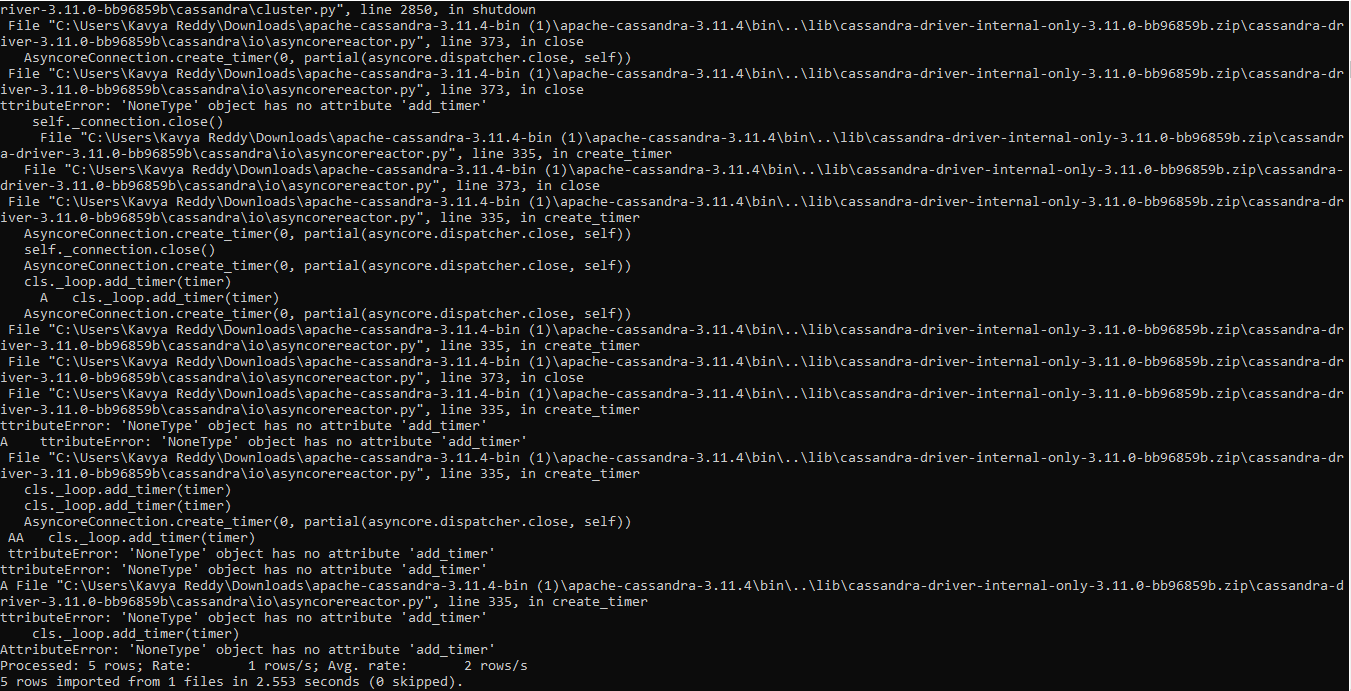 river-3.11.0-bb96859b\cassandra\cluster.py", line 2850, in shutdown
File "C:\Users\Kavya Reddy\Downloads\apache-cassandra-3.11.4-bin (1)\apache-cassandra-3.11.4\bin\..\lib\cassandra-driver-internal-only-3.11.0-bb96859b.zip\cassandra-dr
iver-3.11.0-bb96859b\cassandra\io\asyncorereactor.py", line 373, in close
AsyncoreConnection.create_timer(0, partial(asyncore.dispatcher.close, self))
File "C:\Users\Kavya Reddy\Downloads\apache-cassandra-3.11.4-bin (1)\apache-cassandra-3.11.4\bin\..\lib\cassandra-driver-internal-only-3.11.0-bb96859b.zip\cassandra-dr
iver-3.11.0-bb96859b\cassandra\io\asyncorereactor.py", line 373, in close
ttributeError: 'NoneType' object has no attribute 'add_timer'
self._connection.close()
File "C:\Users\Kavya Reddy\Downloads\apache-cassandra-3.11.4-bin (1)\apache-cassandra-3.11.4\bin\..\lib\cassandra-driver-internal-only-3.11.0-bb96859b.zip\cassandr
a-driver-3.11.0-bb96859b\cassandra\io\asyncorereactor.py", line 335, in create_timer
File "C:\Users\Kavya Reddy\Downloads\apache-cassandra-3.11.4-bin (1)\apache-cassandra-3.11.4\bin\..\lib\cassandra-driver-internal-only-3.11.0-bb96859b.zip\cassandra-
driver-3.11.0-bb96859b\cassandra\io\asyncorereactor.py", line 373, in close
File "C:\Users\Kavya Reddy\Downloads\apache-cassandra-3.11.4-bin (1)\apache-cassandra-3.11.4\bin\..\lib\cassandra-driver-internal-only-3.11.0-bb96859b.zip\cassandra-dr
iver-3.11.0-bb96859b\cassandra\io\asyncorereactor.py", line 335, in create_timer
AsyncoreConnection.create_timer(0, partial(asyncore.dispatcher.close, self))
self._connection.close()
AsyncoreConnection.create_timer(0, partial(asyncore.dispatcher.close, self))
cls._loop.add_timer(timer)
A   cls._loop.add_timer(timer)
AsyncoreConnection.create_timer(0, partial(asyncore.dispatcher.close, self))
File "C:\Users\Kavya Reddy\Downloads\apache-cassandra-3.11.4-bin (1)\apache-cassandra-3.11.4\bin\..\lib\cassandra-driver-internal-only-3.11.0-bb96859b.zip\cassandra-dr
iver-3.11.0-bb96859b\cassandra\io\asyncorereactor.py", line 335, in create_timer
File "C:\Users\Kavya Reddy\Downloads\apache-cassandra-3.11.4-bin (1)\apache-cassandra-3.11.4\bin\..\lib\cassandra-driver-internal-only-3.11.0-bb96859b.zip\cassandra-dr
iver-3.11.0-bb96859b\cassandra\io\asyncorereactor.py", line 373, in close
File "C:\Users\Kavya Reddy\Downloads\apache-cassandra-3.11.4-bin (1)\apache-cassandra-3.11.4\bin\..\lib\cassandra-driver-internal-only-3.11.0-bb96859b.zip\cassandra-dr
iver-3.11.0-bb96859b\cassandra\io\asyncorereactor.py", line 335, in create_timer
ttributeError: 'NoneType' object has no attribute 'add_timer'
A    ttributeError: 'NoneType' object has no attribute 'add_timer'
File "C:\Users\Kavya Reddy\Downloads\apache-cassandra-3.11.4-bin (1)\apache-cassandra-3.11.4\bin\..\lib\cassandra-driver-internal-only-3.11.0-bb96859b.zip\cassandra-dr
iver-3.11.0-bb96859b\cassandra\io\asyncorereactor.py", line 335, in create_timer
cls._loop.add_timer(timer)
cls._loop.add_timer(timer)
AsyncoreConnection.create_timer(0, partial(asyncore.dispatcher.close, self))
AA   cls._loop.add_timer(timer)
ttributeError: 'NoneType' object has no attribute 'add_timer'
ttributeError: 'NoneType' object has no attribute 'add_timer'
A File "C:\Users\Kavya Reddy\Downloads\apache-cassandra-3.11.4-bin (1)\apache-cassandra-3.11.4\bin\..\lib\cassandra-driver-internal-only-3.11.0-bb96859b.zip\cassandra-d
river-3.11.0-bb96859b\cassandra\io\asyncorereactor.py", line 335, in create_timer
ttributeError: 'NoneType' object has no attribute 'add_timer'
cls._loop.add_timer(timer)
AttributeError: 'NoneType' object has no attribute 'add_timer'
Processed: 5 rows; Rate:       1 rows/s; Avg. rate:       2 rows/s
5 rows imported from 1 files in 2.553 seconds (0 skipped).